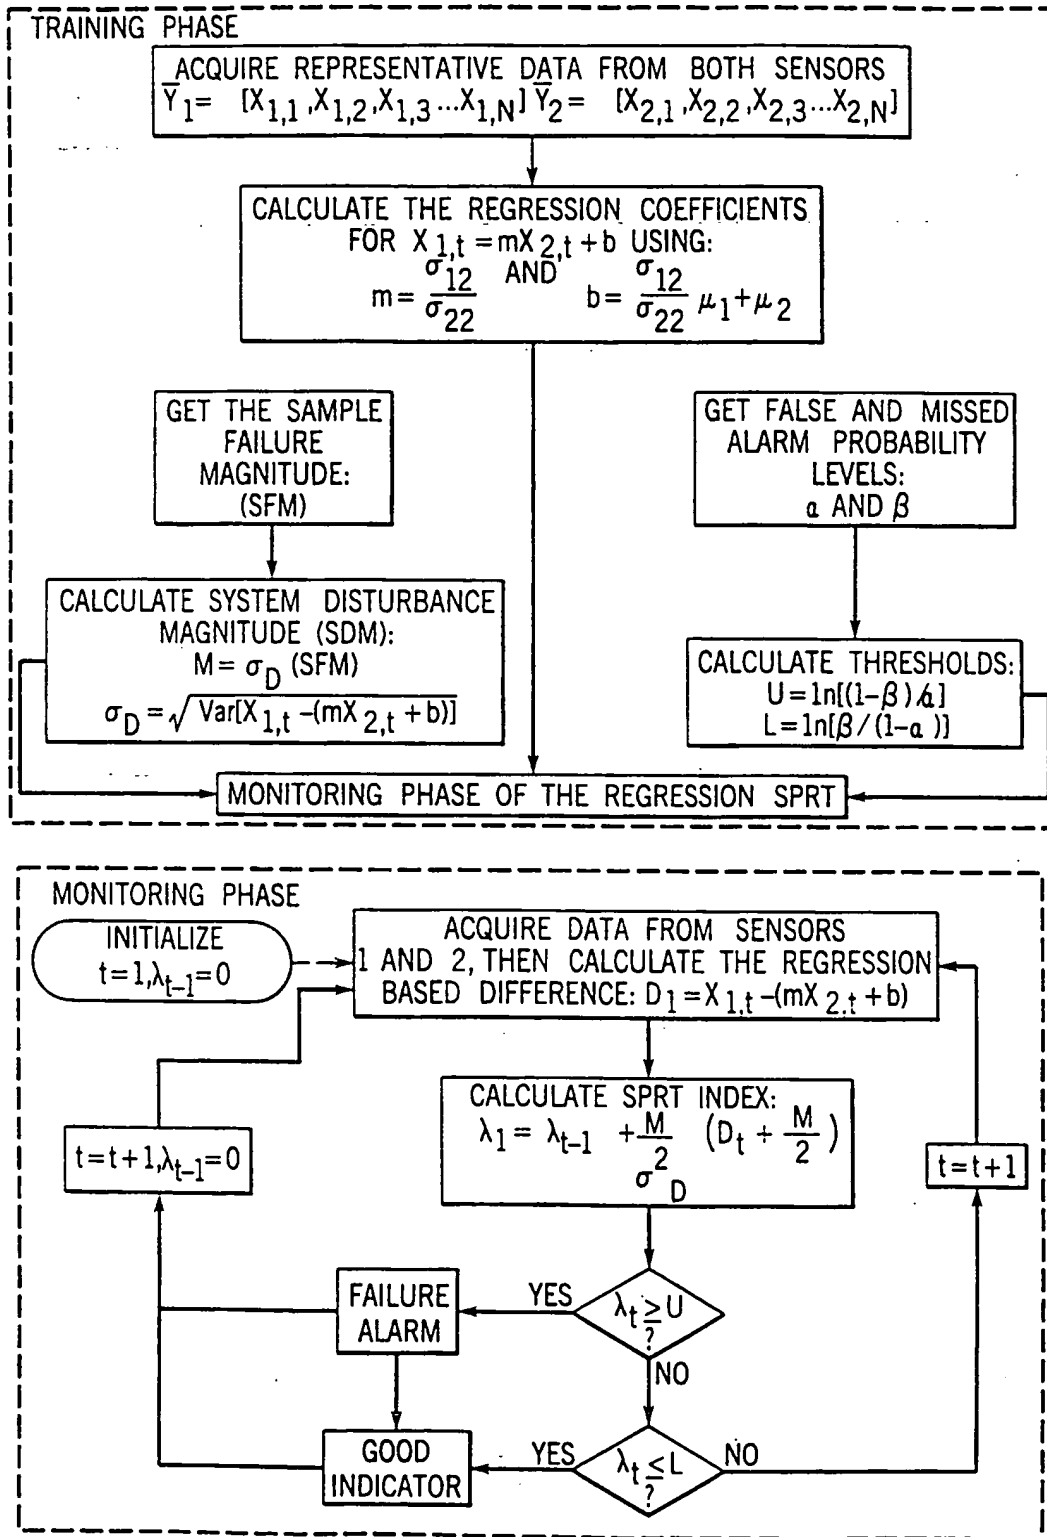 TRAINING PHASE
ACQUIRE REPRESENTATIVE DATA FROM BOTH SENSORS
Y̅₁= [X₁,₁,X₁,₂,X₁,₃...X₁,N] Y̅₂= [X₂,₁,X₂,₂,X₂,₃...X₂,N]
CALCULATE THE REGRESSION COEFFICIENTS
FOR X₁,t=mX₂,t+b USING:
m= σ₁₂/σ₂₂ AND b= σ₁₂/σ₂₂ μ₁+μ₂
GET THE SAMPLE
FAILURE
MAGNITUDE:
(SFM)
GET FALSE AND MISSED
ALARM PROBABILITY
LEVELS:
α AND β
CALCULATE SYSTEM DISTURBANCE
MAGNITUDE (SDM):
M= σD (SFM)
σD=√Var[X₁,t-(mX₂,t+b)]
CALCULATE THRESHOLDS:
U=ln[(1-β)/α]
L=ln[β/(1-α)]
MONITORING PHASE OF THE REGRESSION SPRT
MONITORING PHASE
INITIALIZE
t=1,λt-1=0
ACQUIRE DATA FROM SENSORS
1 AND 2, THEN CALCULATE THE REGRESSION
BASED DIFFERENCE: D₁=X₁,t-(mX₂,t+b)
CALCULATE SPRT INDEX:
λ₁= λt-1 +M/σ²D (Dt ÷ M/2)
t=t+1,λt-1=0
t=t+1
FAILURE
ALARM
YES
λt≥U
?
NO
GOOD
INDICATOR
YES
λt≤L
?
NO